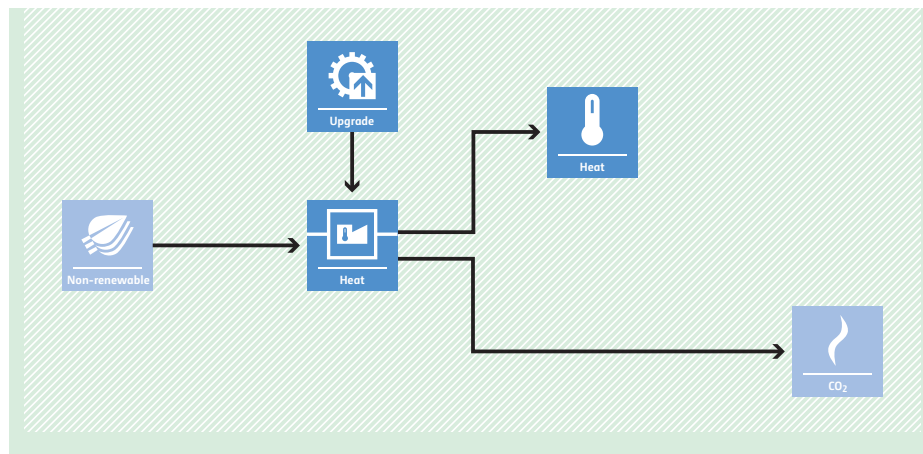 Upgrade
Heat
Non-renewable
Heat
CO₂